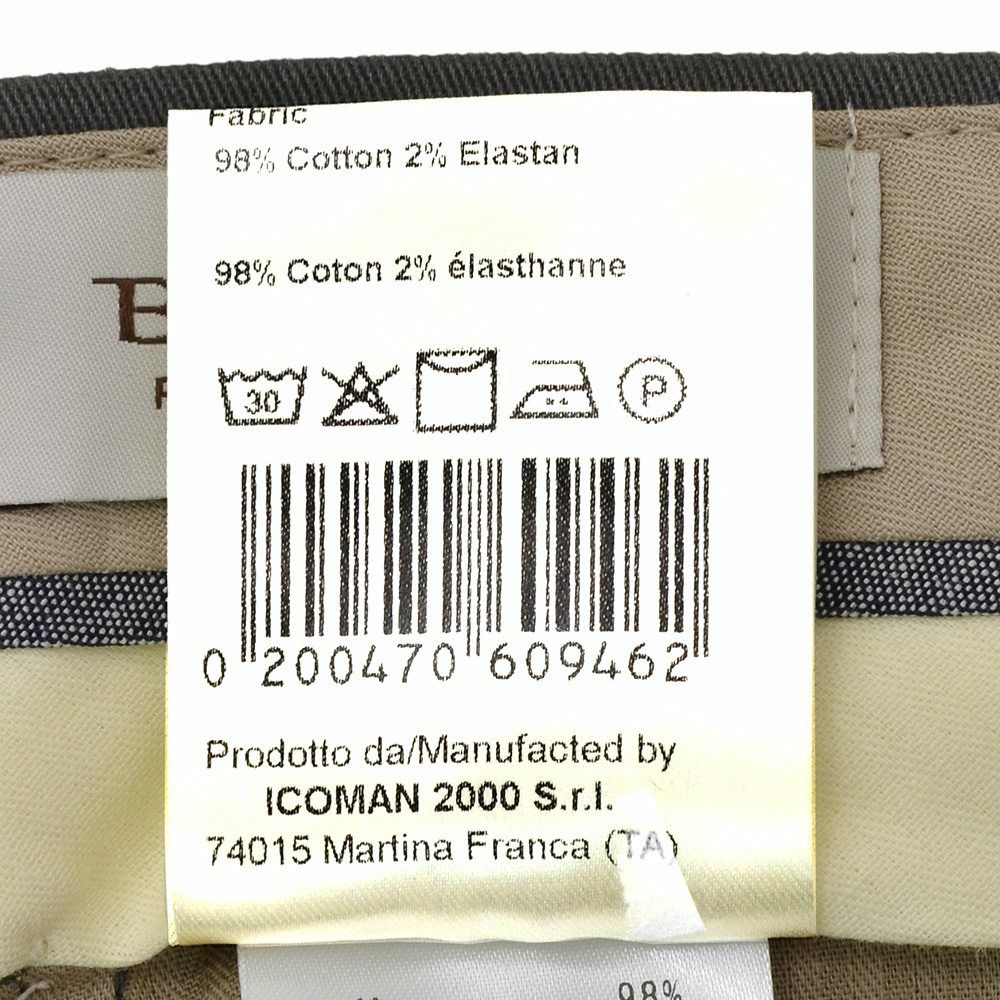 Fabric
98% Cotton 2% Elastan
98% Coton 2% élasthanne
30
P
0 200470 609462
Prodotto da/Manufacted by
ICOMAN 2000 S.r.l.
74015 Martina Franca (TA)
98%